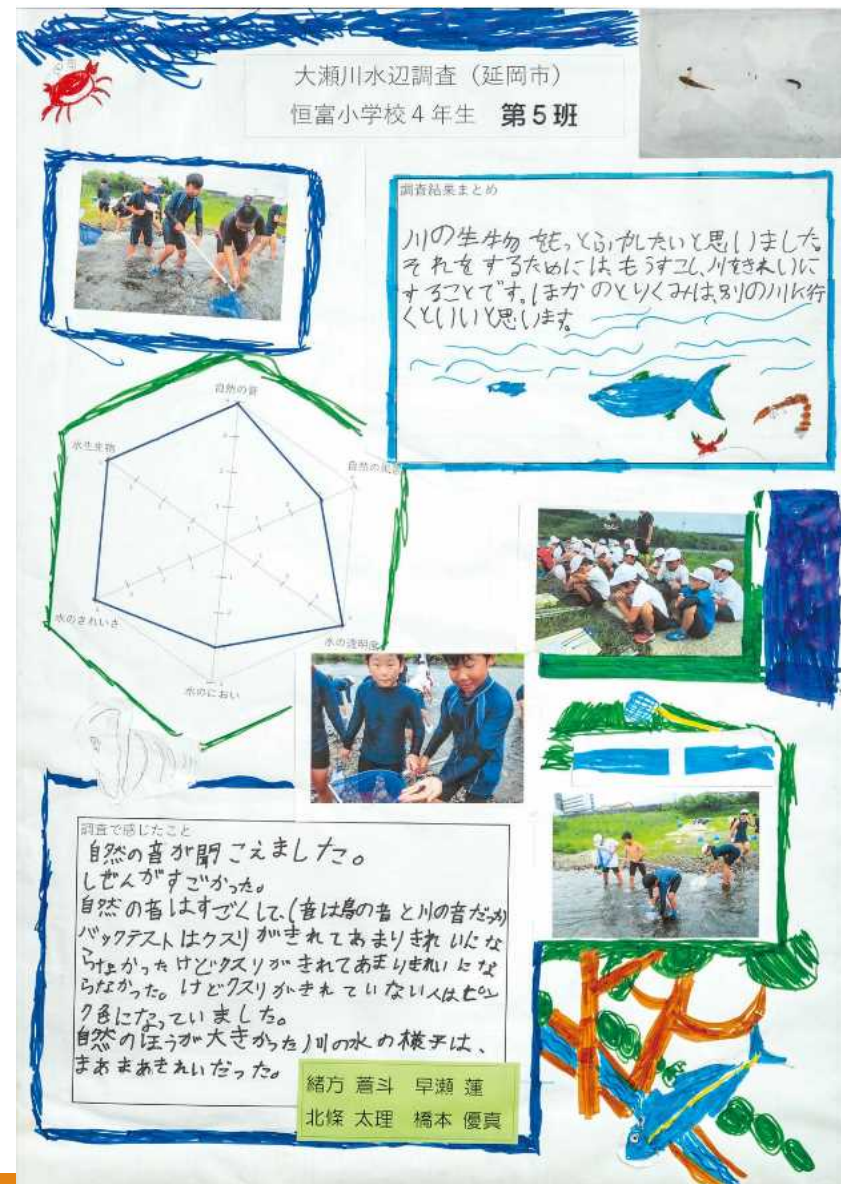 大瀬川水辺調査（延岡市）
恒富小学校４年生 第５班
調査結果まとめ
川の生生物をもっとふやしたいと思いました。
それをするためには、もうすこし、川をきれいに
することです。ほかのとりくみは、別の川に行
くといいと思います。
自然の音
水生生物
自然の風景
水のきれいさ
水の透明度
水のにおい
調査で感じたこと
自然の音が聞こえました。
しぜんがすごかった。
自然の音はすごくして、(音は鳥の音と川の音だった)
パックテストはクスリがきれてあまりきれいにな
らなかったけどクスリがきれてあまりきれいにな
らなかった。けどクスリがきれていない人はピン
ク色になっていました。
自然のほうが大きかった川の水の様子は、
まあまあきれいだった。
緒方 蒼斗 早瀬 蓮
北條 太理 橋本 優真